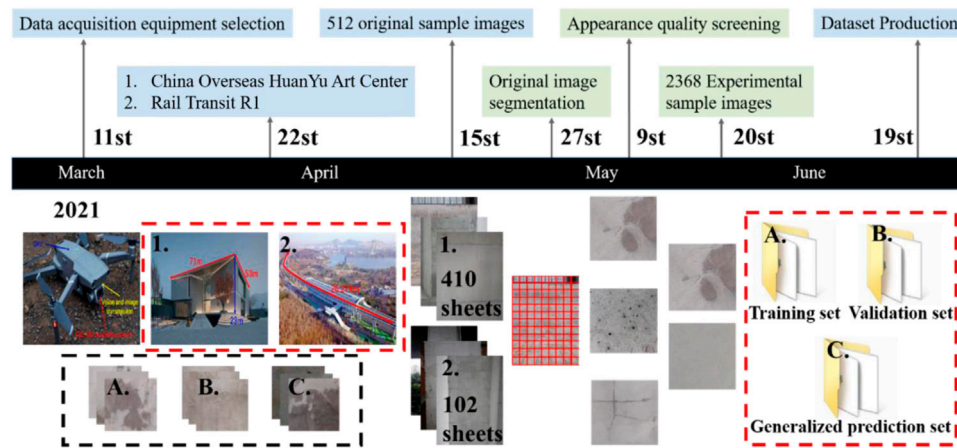 Data acquisition equipment selection
512 original sample images
Appearance quality screening
Dataset Production
1. China Overseas HuanYu Art Center
2. Rail Transit R1
Original image
segmentation
2368 Experimental
sample images
11st
22st
15st
27st
9st
20st
19st
March
April
May
June
2021
1.
71m
53m
2.
1.
410
sheets
2.
102
sheets
A.
B.
C.
A.
Training set
B.
Validation set
C.
Generalized prediction set